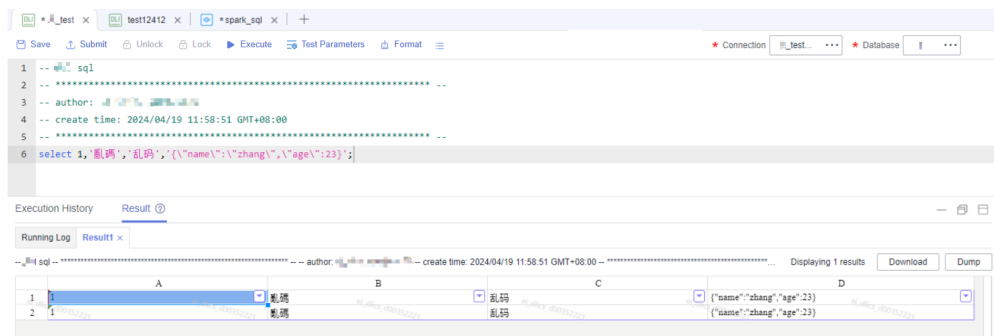 DLI * _test × DLI test12412 × *spark_sql × +
Save Submit Unlock Lock Execute Test Parameters Format * Connection _test... ··· * Database ···
1 -- sql
2 -- ********************************************************************** --
3 -- author:
4 -- create time: 2024/04/19 11:58:51 GMT+08:00
5 -- ********************************************************************** --
6 select 1,'亂碼','乱码','{\"name\":\"zhang\",\"age\":23}';
Execution History Result ?
Running Log Result1 ×
-- sql -- ********************************************************************** -- -- author: -- create time: 2024/04/19 11:58:51 GMT+08:00 -- **************************************************... Displaying 1 results Download Dump
A B C D
1 1 亂碼 乱码 {"name":"zhang","age":23}
2 1 亂碼 乱码 {"name":"zhang","age":23}